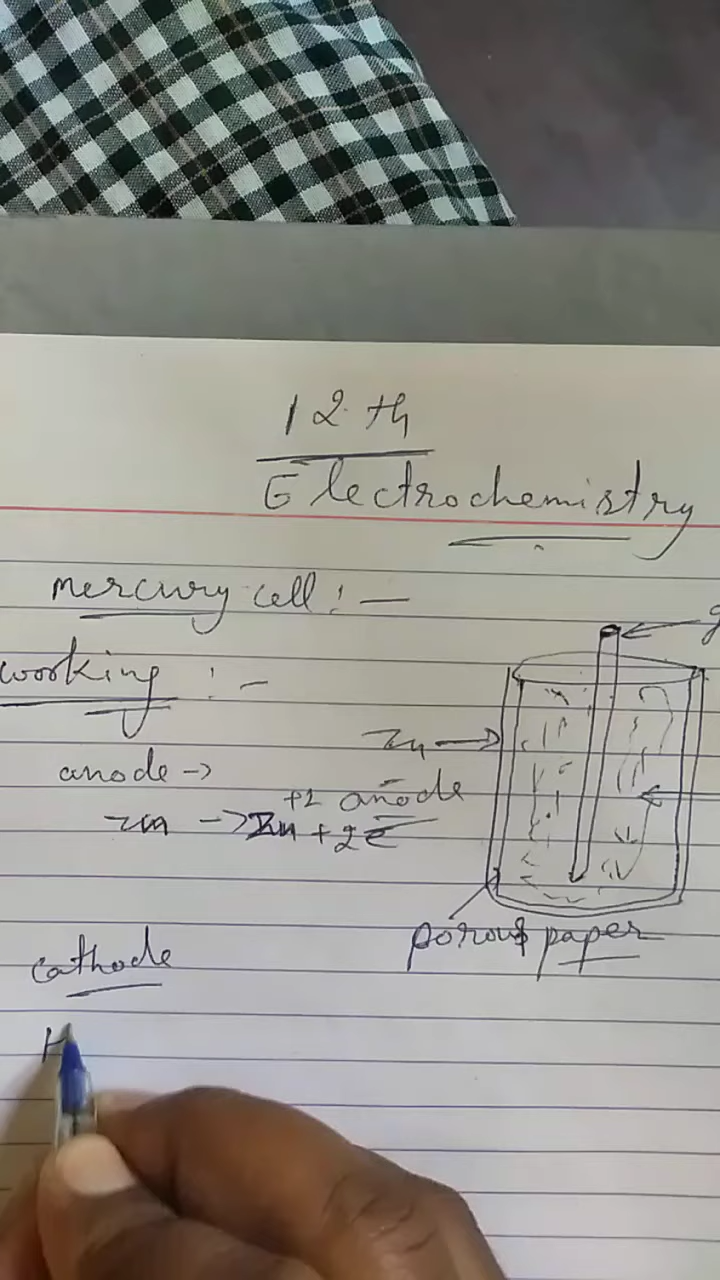 12th
Electrochemistry
mercury cell :-
working :-
Zn →
anode →
+2 anode
Zn → Zn + 2e̅
porous paper
cathode
H